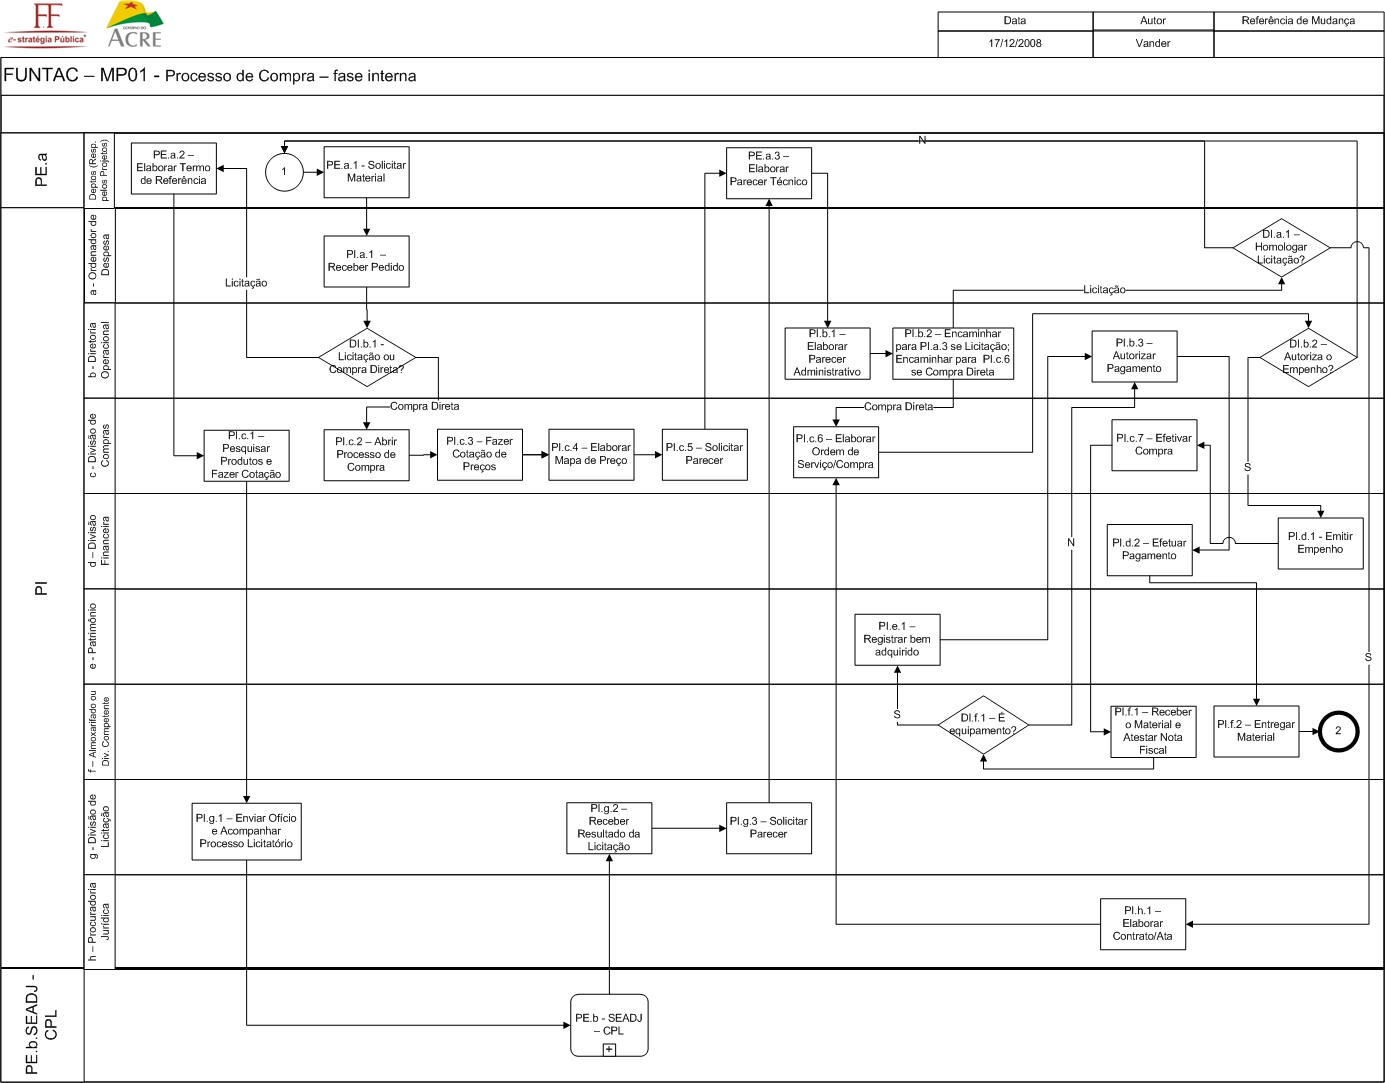 FF
e-stratégia Pública
GOVERNO DO
ACRE
Data
Autor
Referência de Mudança
17/12/2008
Vander
FUNTAC – MP01 - Processo de Compra – fase interna
PE.a
Deptos (Resp.
pelos Projetos)
PE.a.2 –
Elaborar Termo
de Referência
1
PE.a.1 - Solicitar
Material
PE.a.3 –
Elaborar
Parecer Técnico
N
PI
a - Ordenador de
Despesa
Licitação
PI.a.1 –
Receber Pedido
DI.a.1 –
Homologar
Licitação?
Licitação
b - Diretoria
Operacional
DI.b.1 -
Licitação ou
Compra Direta?
PI.b.1 –
Elaborar
Parecer
Administrativo
PI.b.2 – Encaminhar
para PI.a.3 se Licitação;
Encaminhar para PI.c.6
se Compra Direta
PI.b.3 –
Autorizar
Pagamento
DI.b.2 –
Autoriza o
Empenho?
c - Divisão de
Compras
Compra Direta
Compra Direta
PI.c.1 –
Pesquisar
Produtos e
Fazer Cotação
PI.c.2 – Abrir
Processo de
Compra
PI.c.3 – Fazer
Cotação de
Preços
PI.c.4 – Elaborar
Mapa de Preço
PI.c.5 – Solicitar
Parecer
PI.c.6 – Elaborar
Ordem de
Serviço/Compra
PI.c.7 – Efetivar
Compra
S
d – Divisão
Financeira
N
PI.d.2 – Efetuar
Pagamento
PI.d.1 - Emitir
Empenho
e - Patrimônio
PI.e.1 –
Registrar bem
adquirido
S
f – Almoxarifado ou
Div. Competente
S
DI.f.1 – É
equipamento?
PI.f.1 – Receber
o Material e
Atestar Nota
Fiscal
PI.f.2 – Entregar
Material
2
g - Divisão de
Licitação
PI.g.1 – Enviar Ofício
e Acompanhar
Processo Licitatório
PI.g.2 –
Receber
Resultado da
Licitação
PI.g.3 – Solicitar
Parecer
h – Procuradoria
Jurídica
PI.h.1 –
Elaborar
Contrato/Ata
PE.b.SEADJ -
CPL
PE.b - SEADJ
– CPL
+